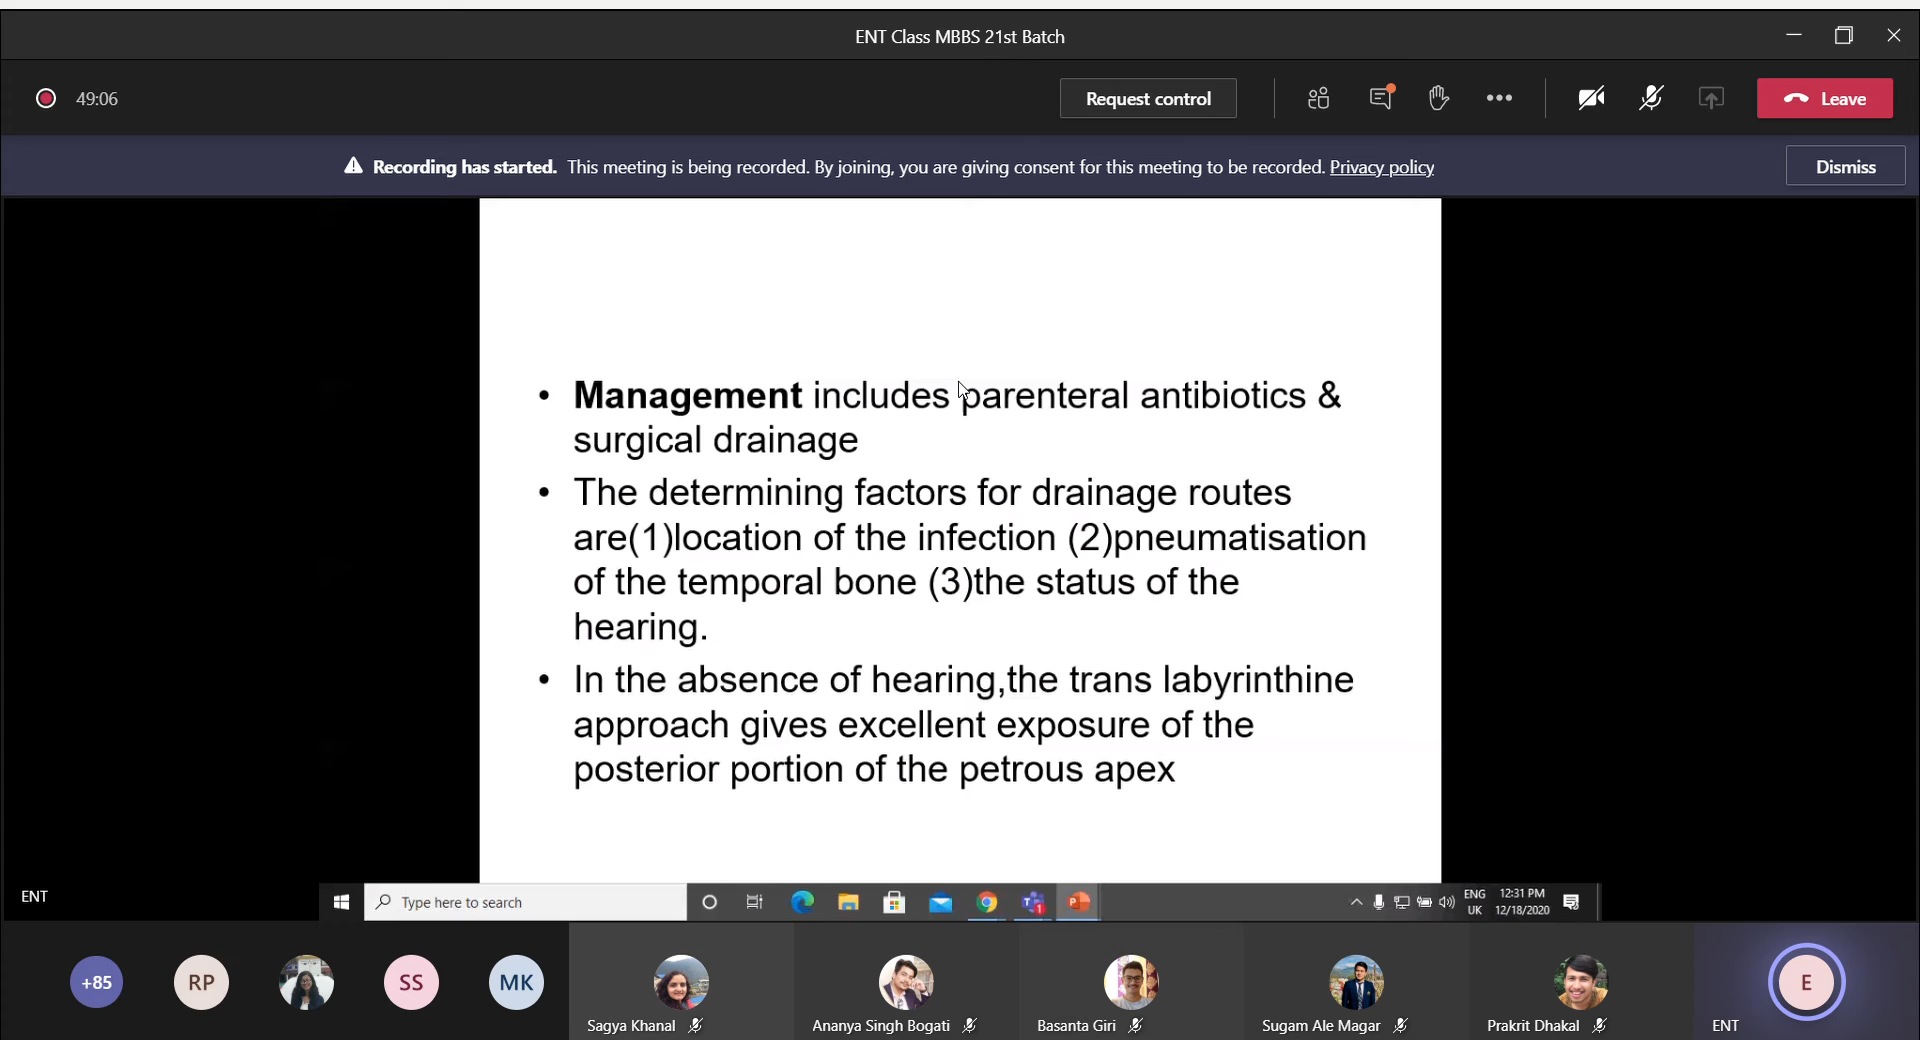 ENT Class MBBS 21st Batch
49:06
Request control
Leave
Recording has started. This meeting is being recorded. By joining, you are giving consent for this meeting to be recorded. Privacy policy
Dismiss
• Management includes parenteral antibiotics &
surgical drainage
• The determining factors for drainage routes
are(1)location of the infection (2)pneumatisation
of the temporal bone (3)the status of the
hearing.
• In the absence of hearing,the trans labyrinthine
approach gives excellent exposure of the
posterior portion of the petrous apex
ENT
Type here to search
ENG
UK
12:31 PM
12/18/2020
+85
RP
SS
MK
E
Sagya Khanal
Ananya Singh Bogati
Basanta Giri
Sugam Ale Magar
Prakrit Dhakal
ENT